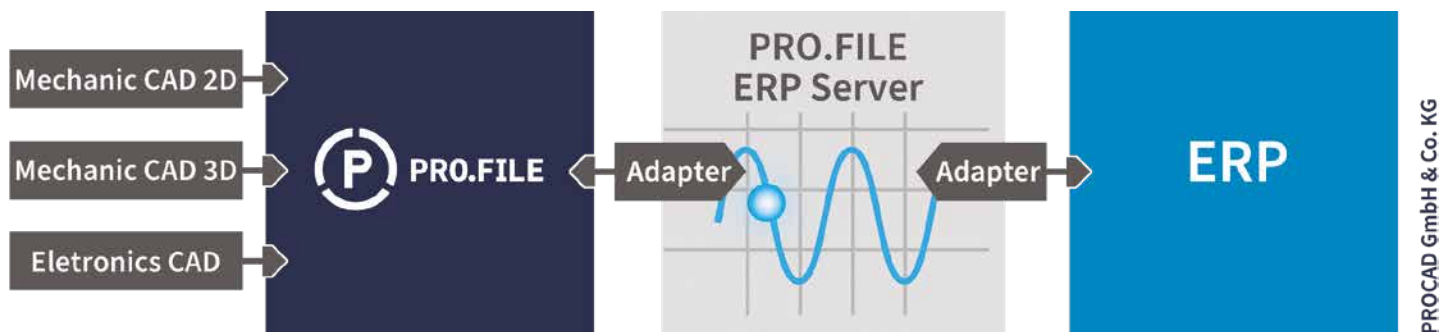 Mechanic CAD 2D
Mechanic CAD 3D
Eletronics CAD
P
PRO.FILE
Adapter
PRO.FILE
ERP Server
Adapter
ERP
PROCAD GmbH & Co. KG